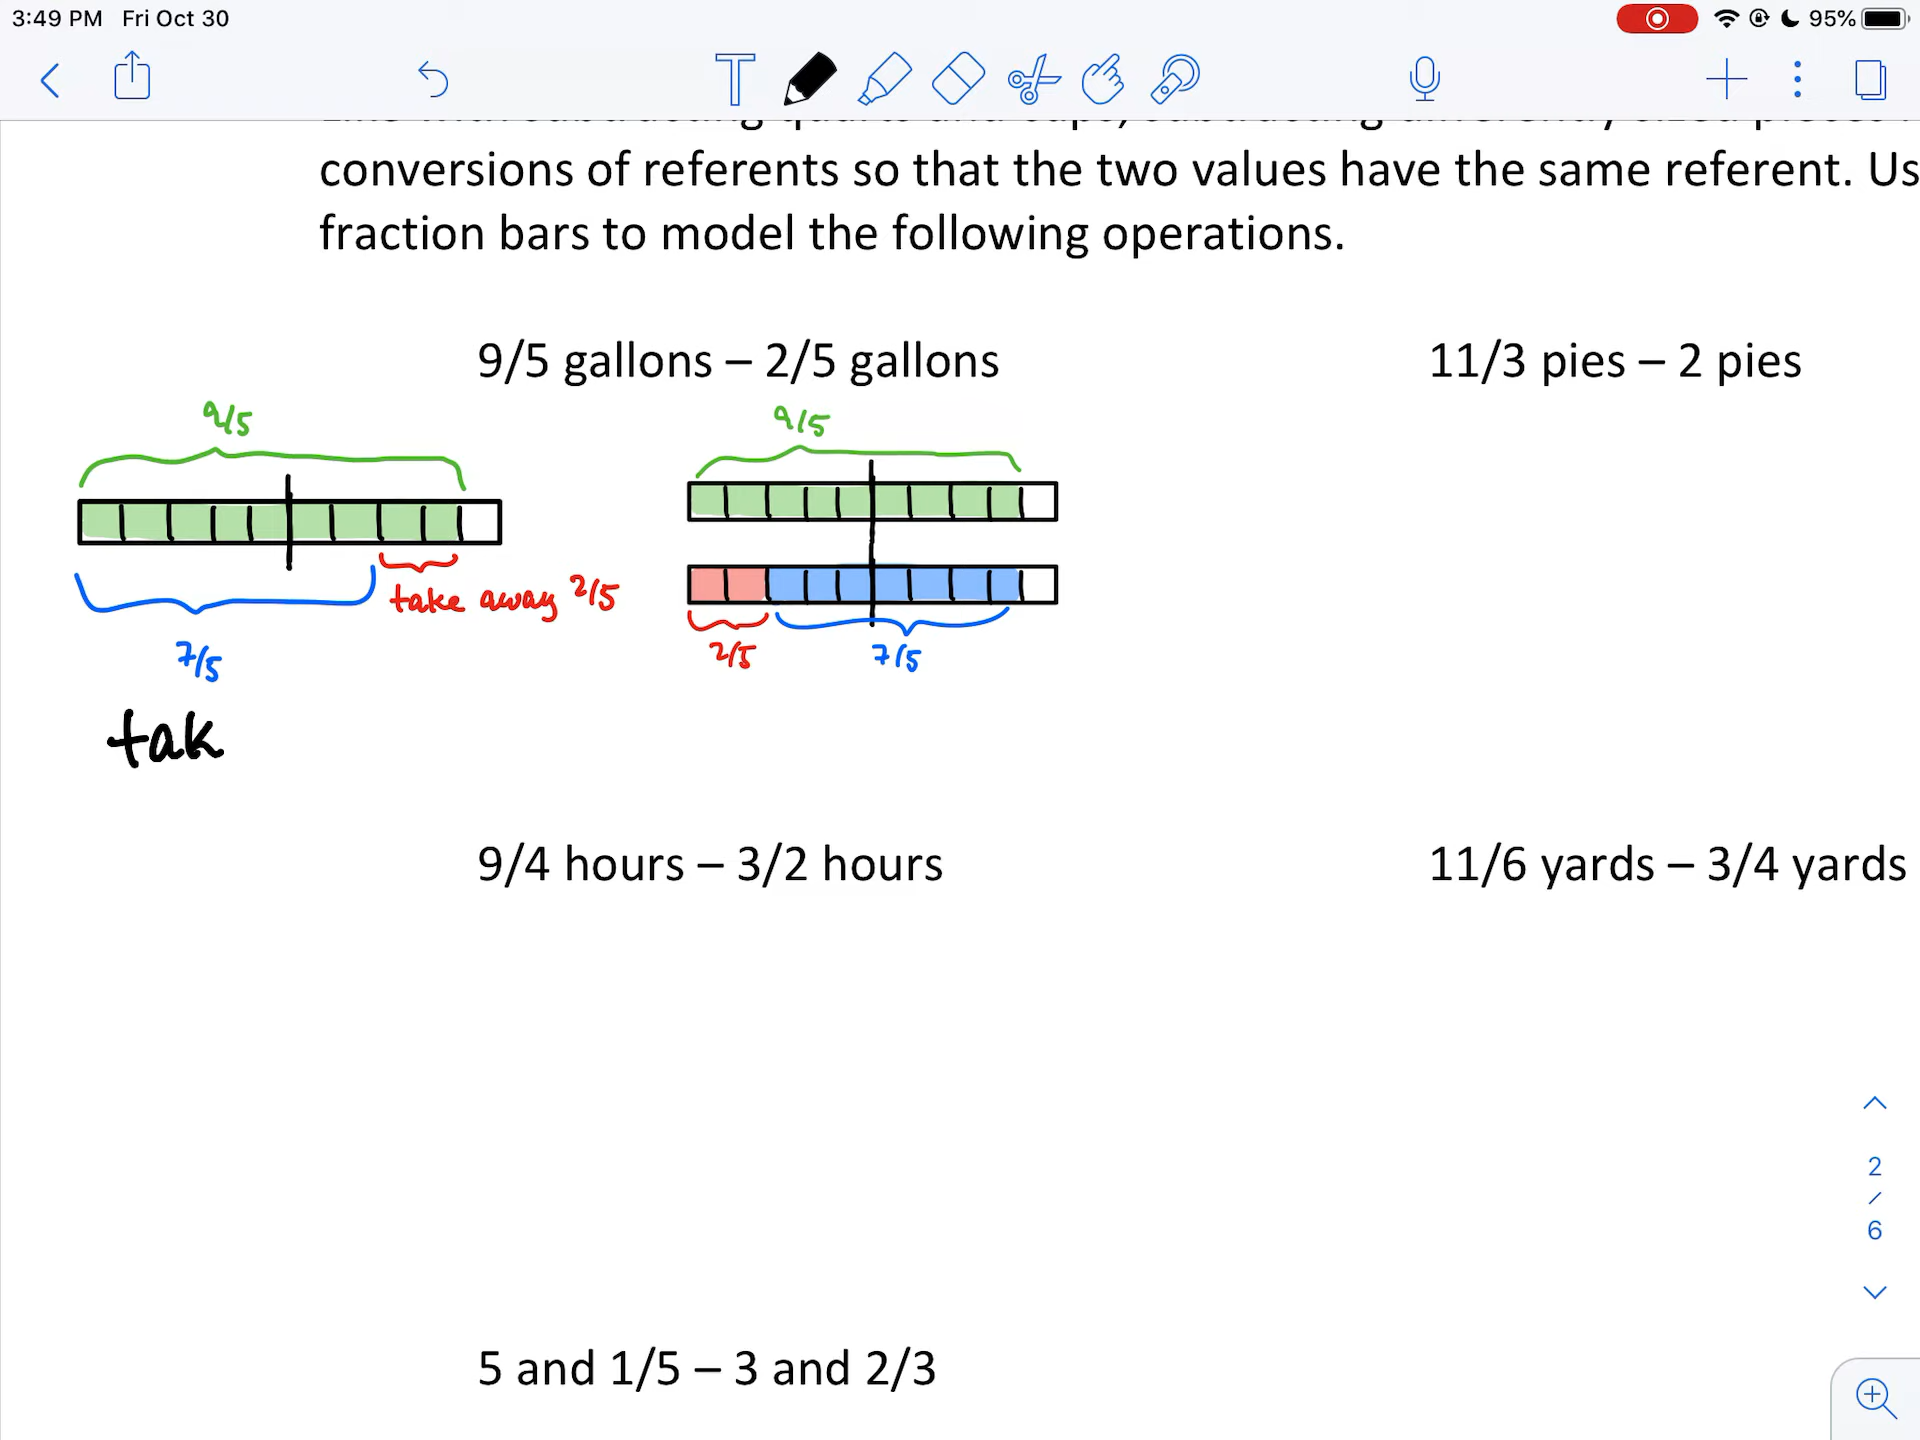 3:49 PM Fri Oct 30 95%
conversions of referents so that the two values have the same referent. Us
fraction bars to model the following operations.
9/5 gallons – 2/5 gallons
11/3 pies – 2 pies
9/5
9/5
take away 2/5
7/5
2/5
7/5
tak
9/4 hours – 3/2 hours
11/6 yards – 3/4 yards
2
/
6
5 and 1/5 – 3 and 2/3